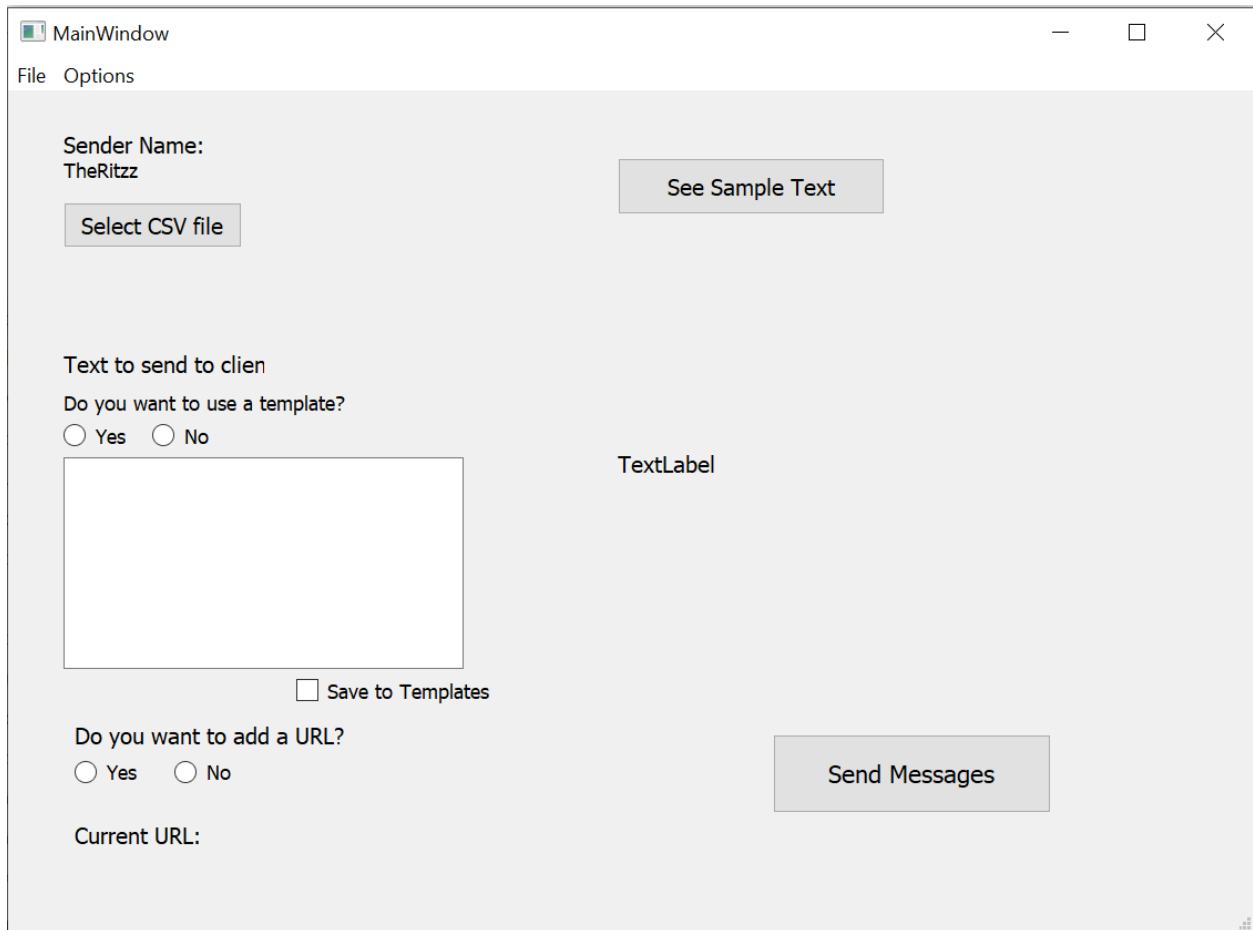 MainWindow
File Options
Sender Name:
TheRitzz
See Sample Text
Select CSV file
Text to send to clien
Do you want to use a template?
Yes No
TextLabel
Save to Templates
Do you want to add a URL?
Yes No
Send Messages
Current URL: